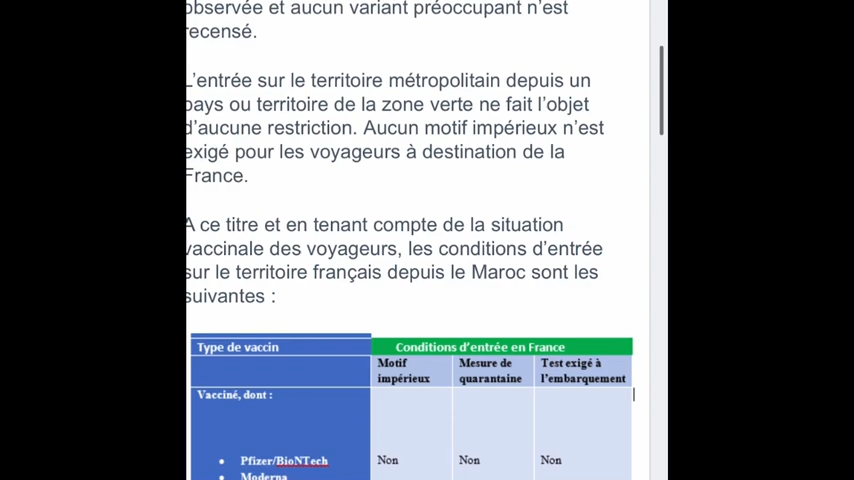 observée et aucun variant préoccupant n'est
recensé.
L'entrée sur le territoire métropolitain depuis un
pays ou territoire de la zone verte ne fait l'objet
d'aucune restriction. Aucun motif impérieux n'est
exigé pour les voyageurs à destination de la
France.
A ce titre et en tenant compte de la situation
vaccinale des voyageurs, les conditions d'entrée
sur le territoire français depuis le Maroc sont les
suivantes :
Type de vaccin Conditions d'entrée en France
Motif Mesure de Test exigé à
impérieux quarantaine l'embarquement
Vacciné, dont :
• Pfizer/BioNTech Non Non Non
• Moderna